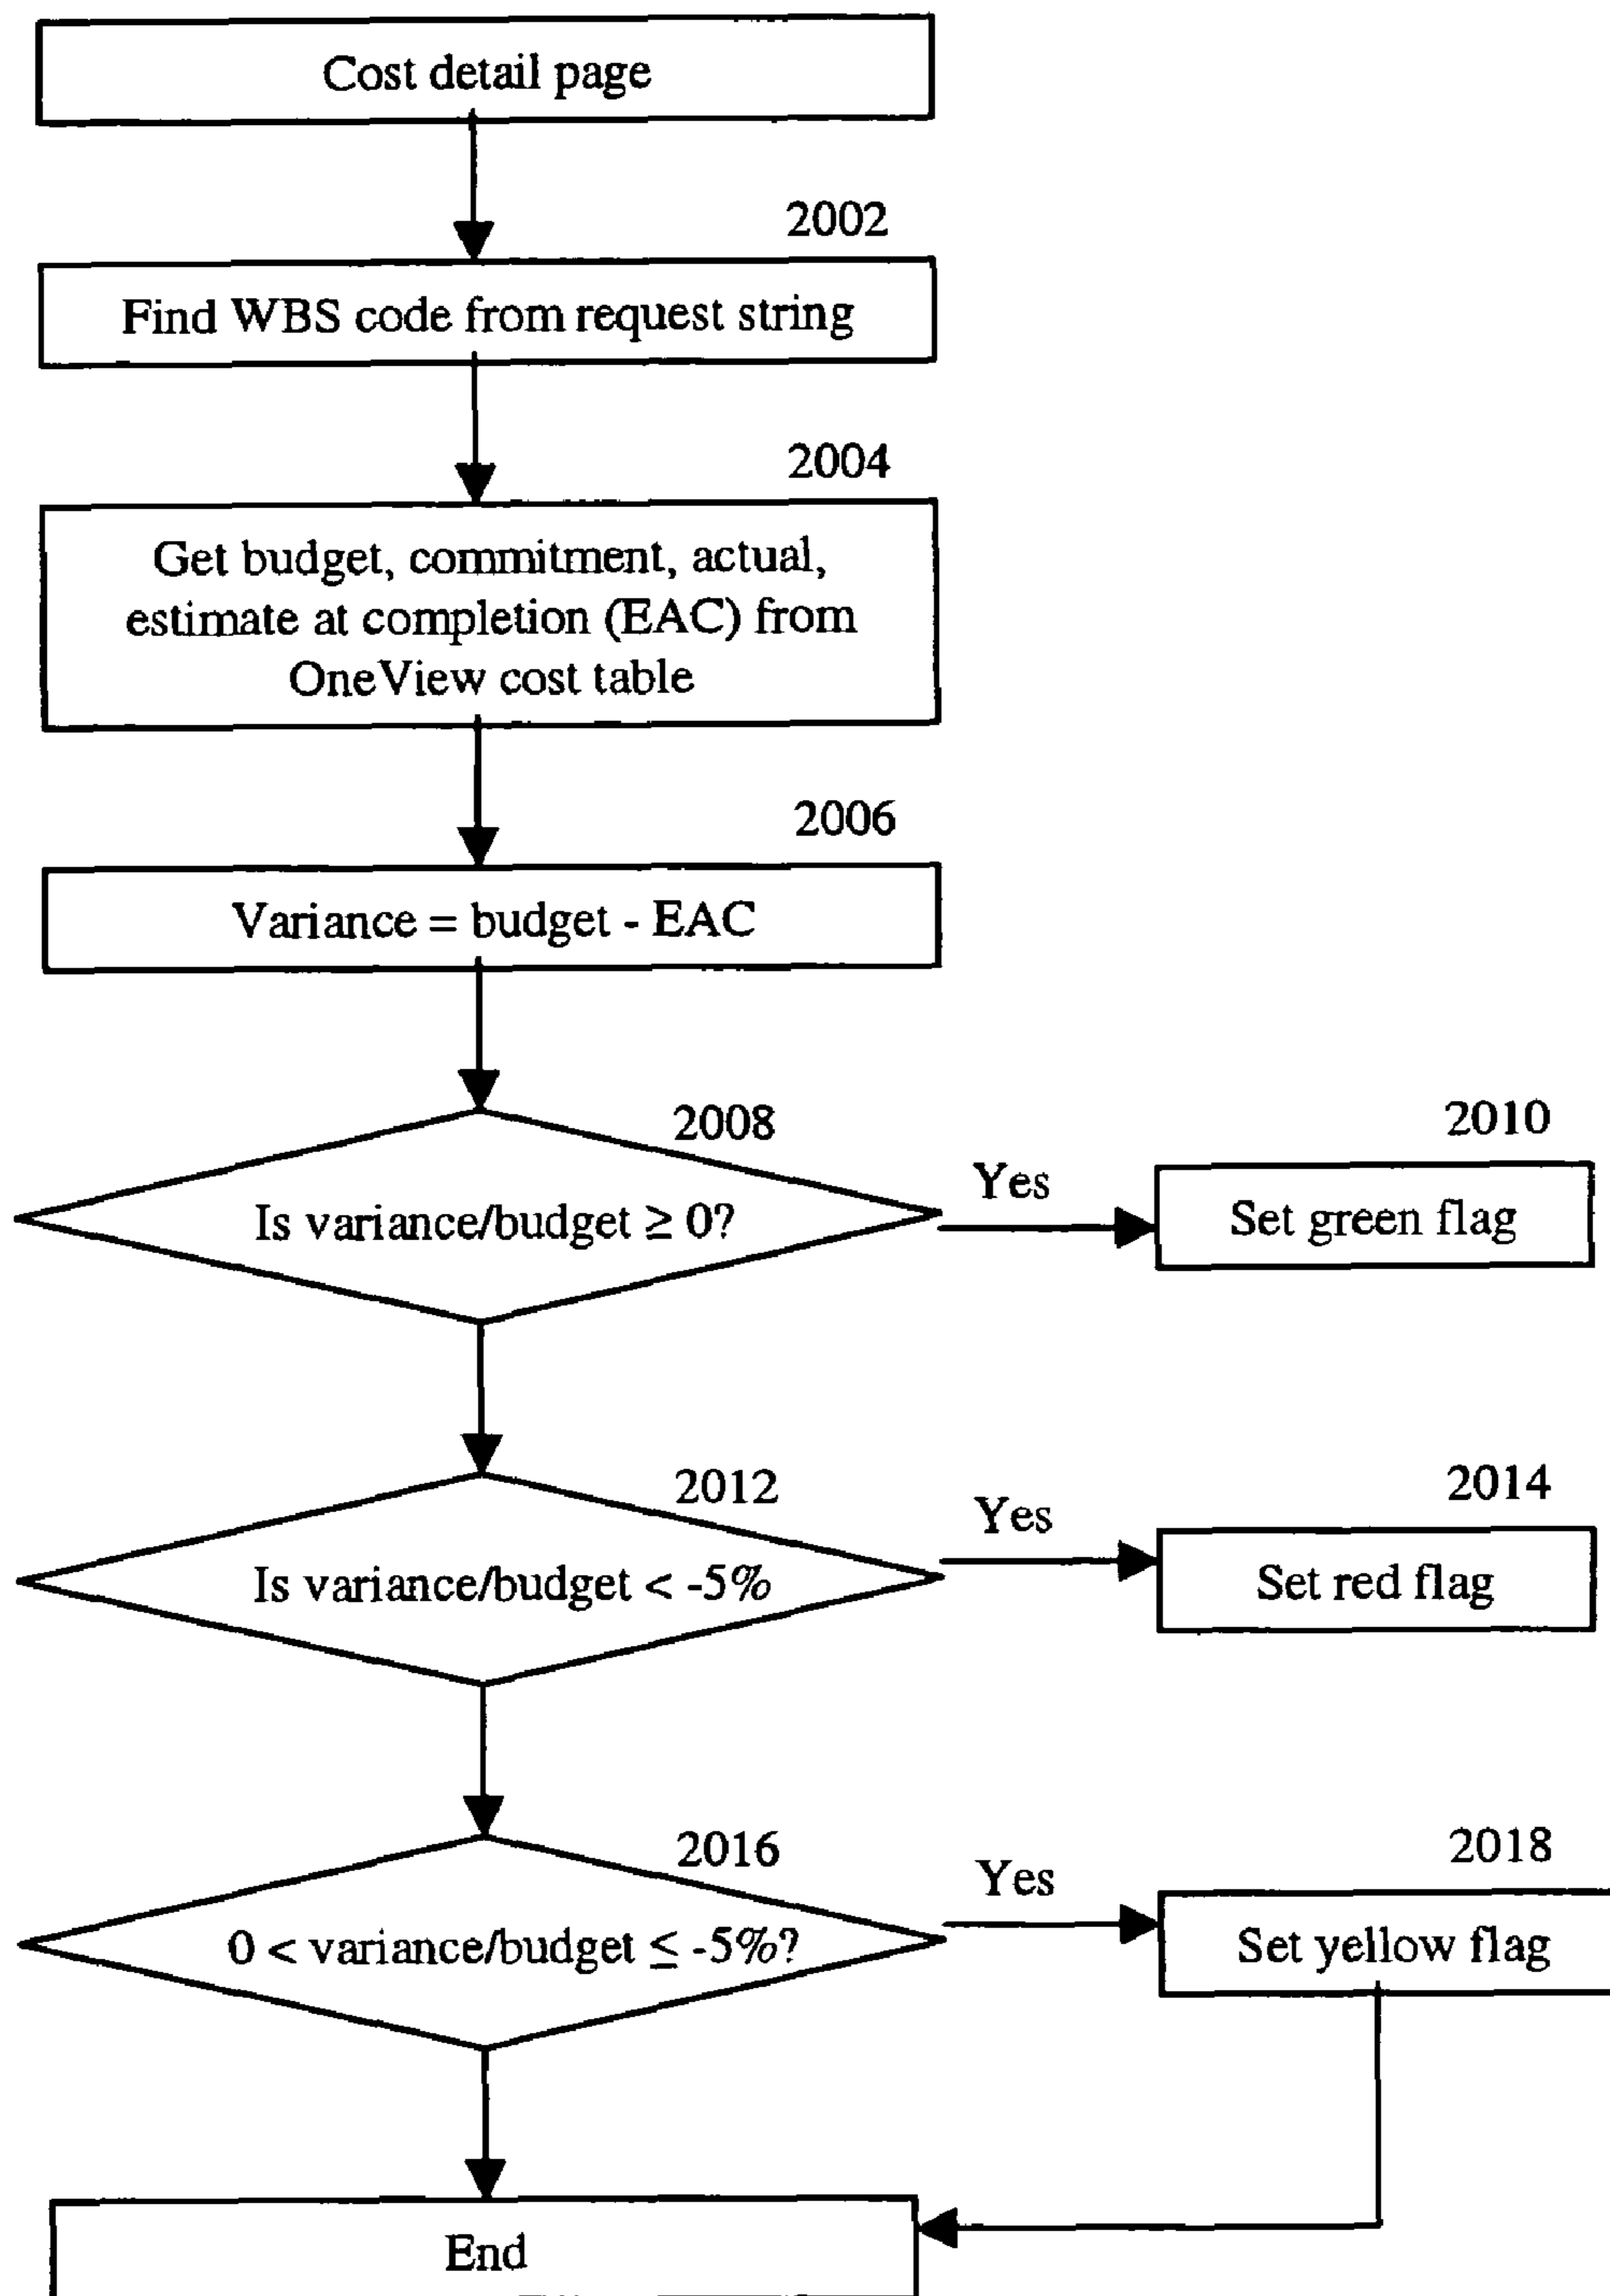 Cost detail page
2002
Find WBS code from request string
2004
Get budget, commitment, actual,
estimate at completion (EAC) from
OneView cost table
2006
Variance = budget - EAC
2008
Is variance/budget ≥ 0?
Yes
2010
Set green flag
2012
Is variance/budget < -5%
Yes
2014
Set red flag
2016
0 < variance/budget ≤ -5%?
Yes
2018
Set yellow flag
End